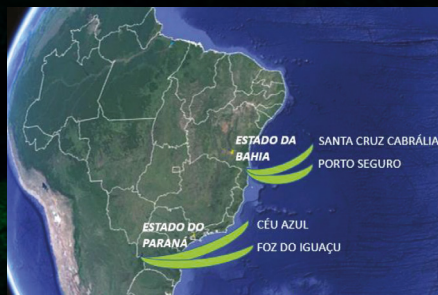 ESTADO DA
BAHIA
SANTA CRUZ CABRÁLIA
PORTO SEGURO
ESTADO DO
PARANÁ
CÉU AZUL
FOZ DO IGUAÇU